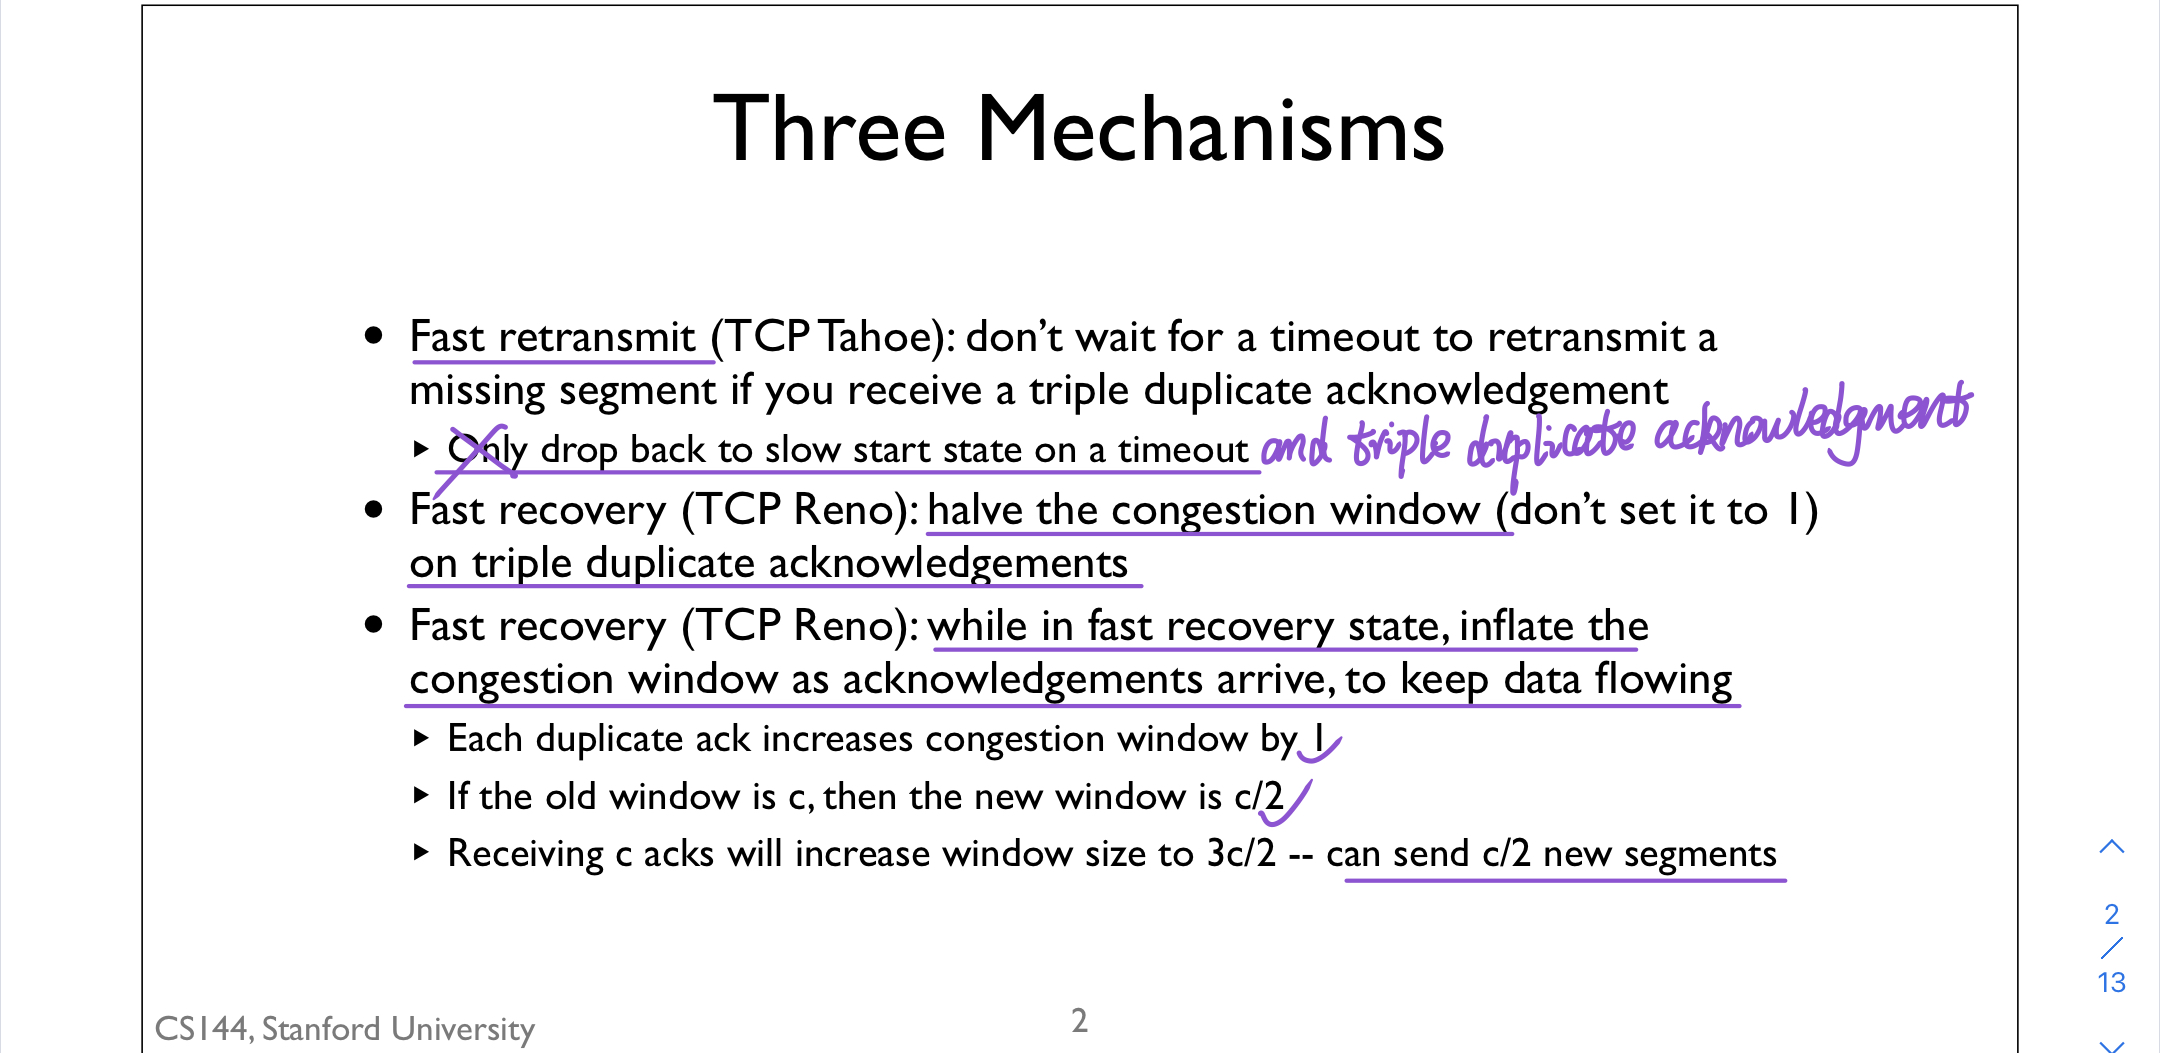 Three Mechanisms
• Fast retransmit (TCP Tahoe): don't wait for a timeout to retransmit a
missing segment if you receive a triple duplicate acknowledgement
▸ Only drop back to slow start state on a timeout and triple duplicate acknowledgment
• Fast recovery (TCP Reno): halve the congestion window (don't set it to 1)
on triple duplicate acknowledgements
• Fast recovery (TCP Reno): while in fast recovery state, inflate the
congestion window as acknowledgements arrive, to keep data flowing
▸ Each duplicate ack increases congestion window by 1
▸ If the old window is c, then the new window is c/2
▸ Receiving c acks will increase window size to 3c/2 -- can send c/2 new segments
CS144, Stanford University
2
2
/
13